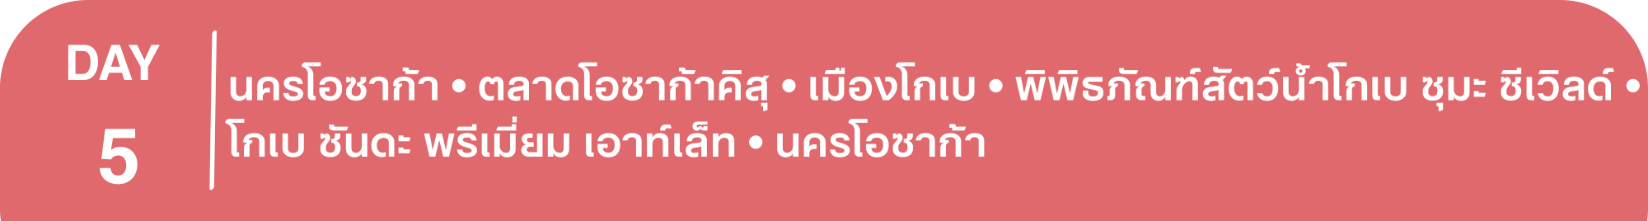 DAY
5
นครโอซาก้า • ตลาดโอซาก้าคิสุ • เมืองโกเบ • พิพิธภัณฑ์สัตว์น้ำโกเบ ซุมะ ซีเวิลด์ •
โกเบ ซันดะ พรีเมี่ยม เอาท์เล็ท • นครโอซาก้า